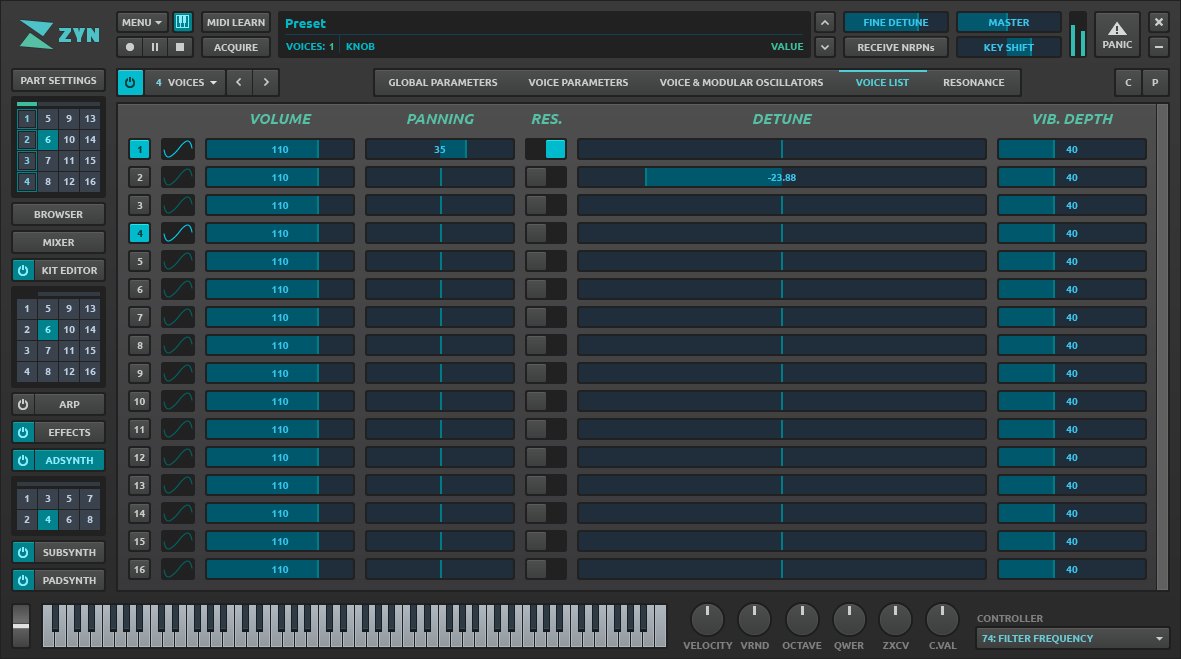 ZYN
MENU MIDI LEARN
ACQUIRE
Preset
VOICES: 1 KNOB VALUE
FINE DETUNE MASTER
RECEIVE NRPNs KEY SHIFT
PANIC
PART SETTINGS
4 VOICES < >
GLOBAL PARAMETERS VOICE PARAMETERS VOICE & MODULAR OSCILLATORS VOICE LIST RESONANCE
C P
1 5 9 13
2 6 10 14
3 7 11 15
4 8 12 16
BROWSER
MIXER
KIT EDITOR
1 5 9 13
2 6 10 14
3 7 11 15
4 8 12 16
ARP
EFFECTS
ADSYNTH
1 3 5 7
2 4 6 8
SUBSYNTH
PADSYNTH
VOLUME PANNING RES. DETUNE VIB. DEPTH
1 110 35 40
2 110 -23.88 40
3 110 40
4 110 40
5 110 40
6 110 40
7 110 40
8 110 40
9 110 40
10 110 40
11 110 40
12 110 40
13 110 40
14 110 40
15 110 40
16 110 40
VELOCITY VRND OCTAVE QWER ZXCV C.VAL
CONTROLLER
74: FILTER FREQUENCY